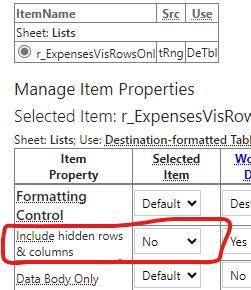 ItemName Src Use
Sheet: Lists
r_ExpensesVisRowsOnl tRng DeTbl
Manage Item Properties
Selected Item: r_ExpensesVisRow
Sheet: Lists; Use: Destination-formatted Tabl
Item Property Selected Item Wo
Formatting Control Default Des
Include hidden rows & columns No Yes
Data Body Only Default No